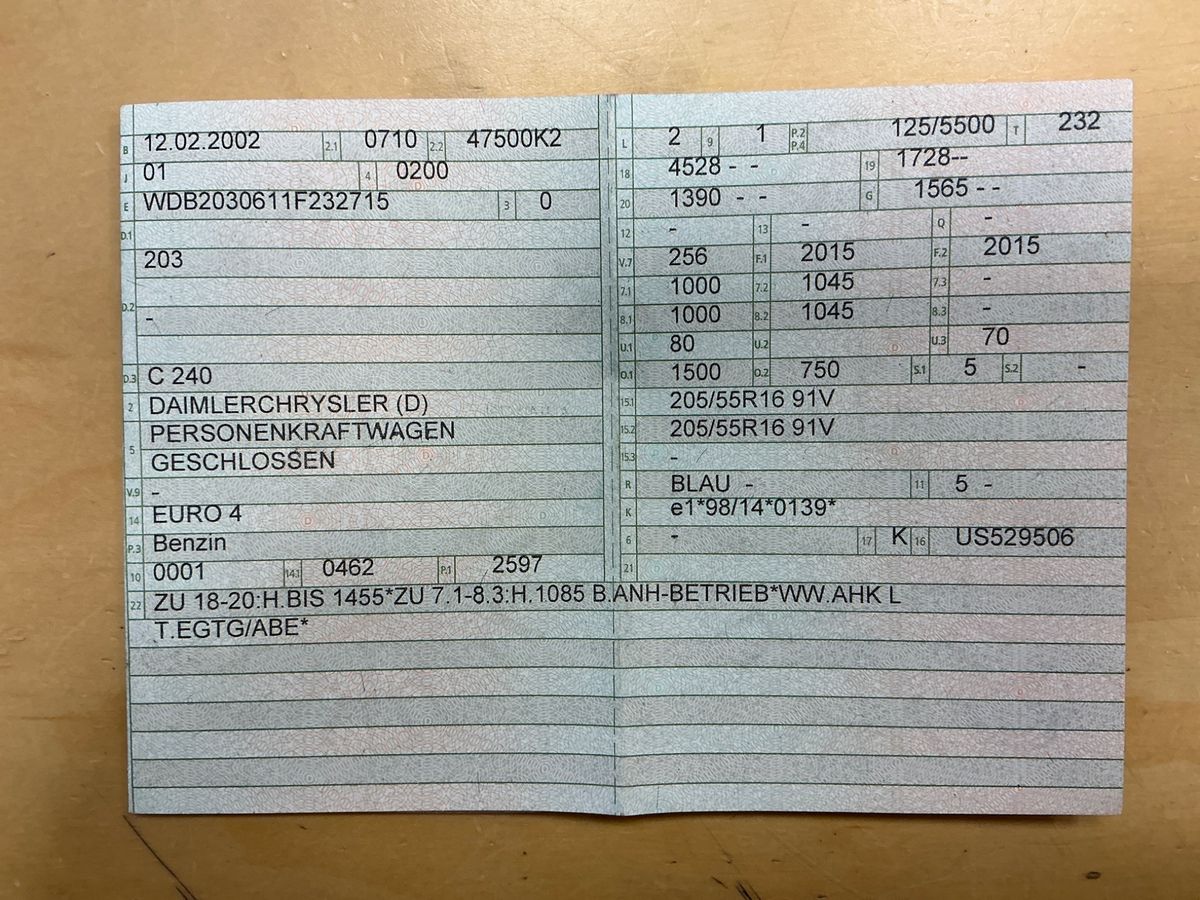 B 12.02.2002 2.1 0710 2.2 47500K2
J 01 4 0200
E WDB2030611F232715 3 0
D.1
203
D.2
-
D.3 C 240
2 DAIMLERCHRYSLER (D)
5 PERSONENKRAFTWAGEN
GESCHLOSSEN
V.9 -
14 EURO 4
P.3 Benzin
10 0001 14.1 0462 P.1 2597
L 2 9 1 P.2 P.4 125/5500 T 232
18 4528 - - 19 1728--
20 1390 - - G 1565 - -
12 - 13 - Q -
V.7 256 F.1 2015 F.2 2015
7.1 1000 7.2 1045 7.3 -
8.1 1000 8.2 1045 8.3 -
U.1 80 U.2 U.3 70
O.1 1500 O.2 750 S.1 5 S.2 -
15.1 205/55R16 91V
15.2 205/55R16 91V
15.3 -
R BLAU - 11 5 -
K e1*98/14*0139*
6 - 17 K 16 US529506
21
22 ZU 18-20:H.BIS 1455*ZU 7.1-8.3:H.1085 B.ANH-BETRIEB*WW.AHK L
T.EGTG/ABE*